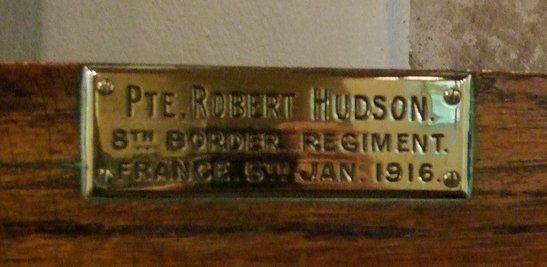 PTE. ROBERT HUDSON.
8TH BORDER REGIMENT.
FRANCE. 5TH JAN. 1916.